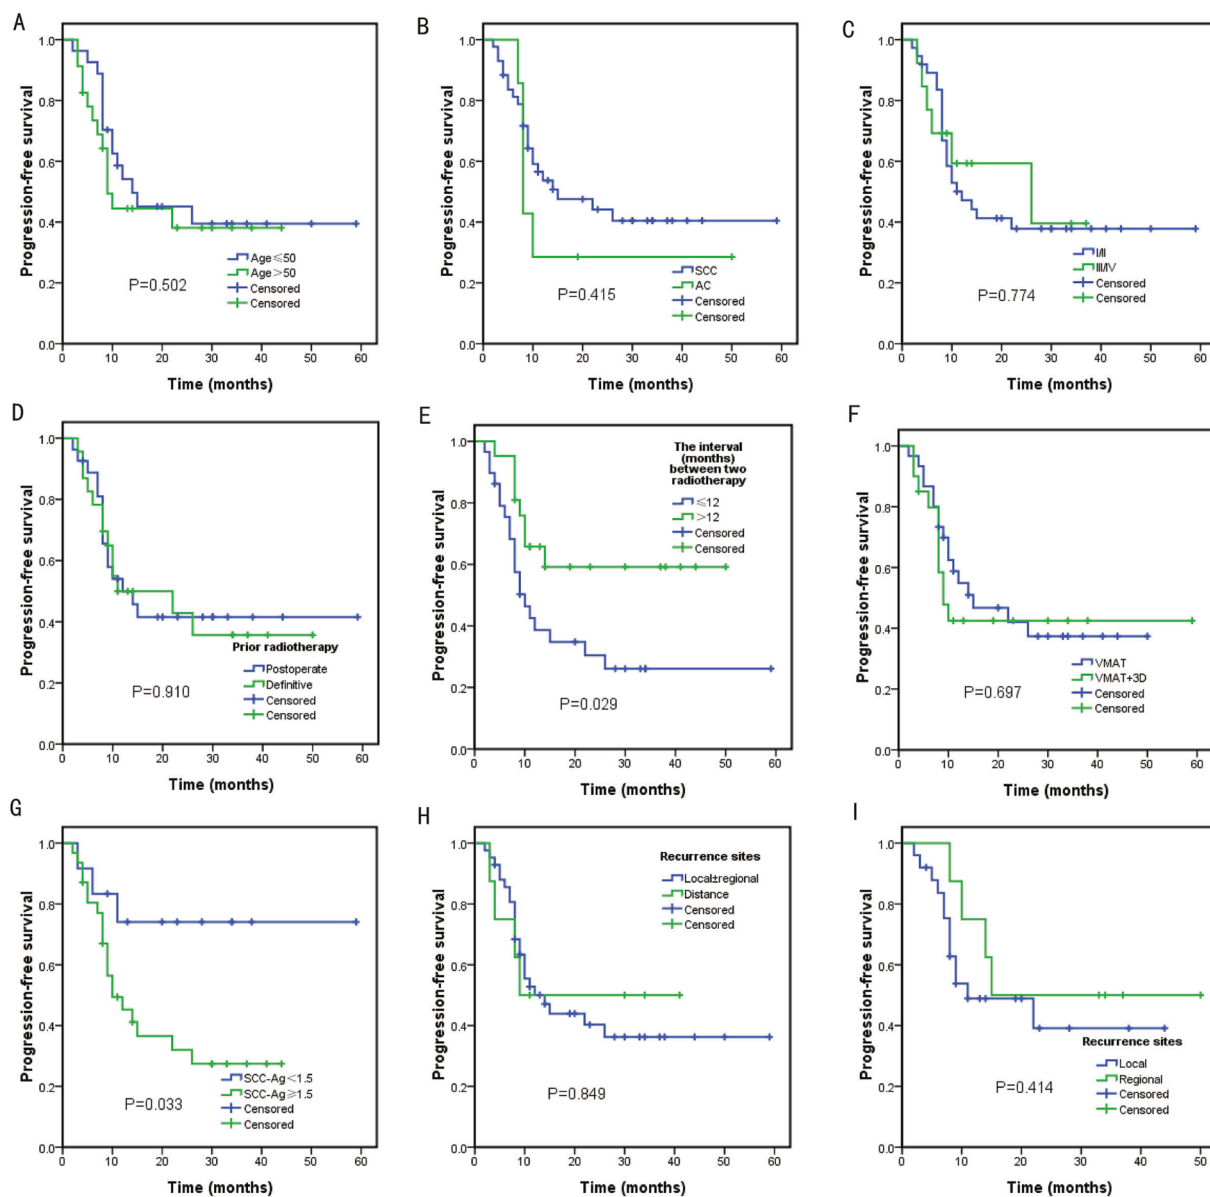 A
Progression-free survival
1.0
0.8
0.6
0.4
0.2
0.0
0 10 20 30 40 50 60
Time (months)
P=0.502
Age≤50
Age>50
Censored
Censored
B
Progression-free survival
1.0
0.8
0.6
0.4
0.2
0.0
0 10 20 30 40 50 60
Time (months)
P=0.415
SCC
AC
Censored
Censored
C
Progression-free survival
1.0
0.8
0.6
0.4
0.2
0.0
0 10 20 30 40 50 60
Time (months)
P=0.774
I/II
III/IV
Censored
Censored
D
Progression-free survival
1.0
0.8
0.6
0.4
0.2
0.0
0 10 20 30 40 50 60
Time (months)
P=0.910
Prior radiotherapy
Postoperate
Definitive
Censored
Censored
E
Progression-free survival
1.0
0.8
0.6
0.4
0.2
0.0
0 10 20 30 40 50 60
Time (months)
P=0.029
The interval
(months)
between two
radiotherapy
≤12
>12
Censored
Censored
F
Progression-free survival
1.0
0.8
0.6
0.4
0.2
0.0
0 10 20 30 40 50 60
Time (months)
P=0.697
VMAT
VMAT+3D
Censored
Censored
G
Progression-free survival
1.0
0.8
0.6
0.4
0.2
0.0
0 10 20 30 40 50 60
Time (months)
P=0.033
SCC-Ag<1.5
SCC-Ag≥1.5
Censored
Censored
H
Progression-free survival
1.0
0.8
0.6
0.4
0.2
0.0
0 10 20 30 40 50 60
Time (months)
P=0.849
Recurrence sites
Local±regional
Distance
Censored
Censored
I
Progression-free survival
1.0
0.8
0.6
0.4
0.2
0.0
0 10 20 30 40 50
Time (months)
P=0.414
Recurrence sites
Local
Regional
Censored
Censored